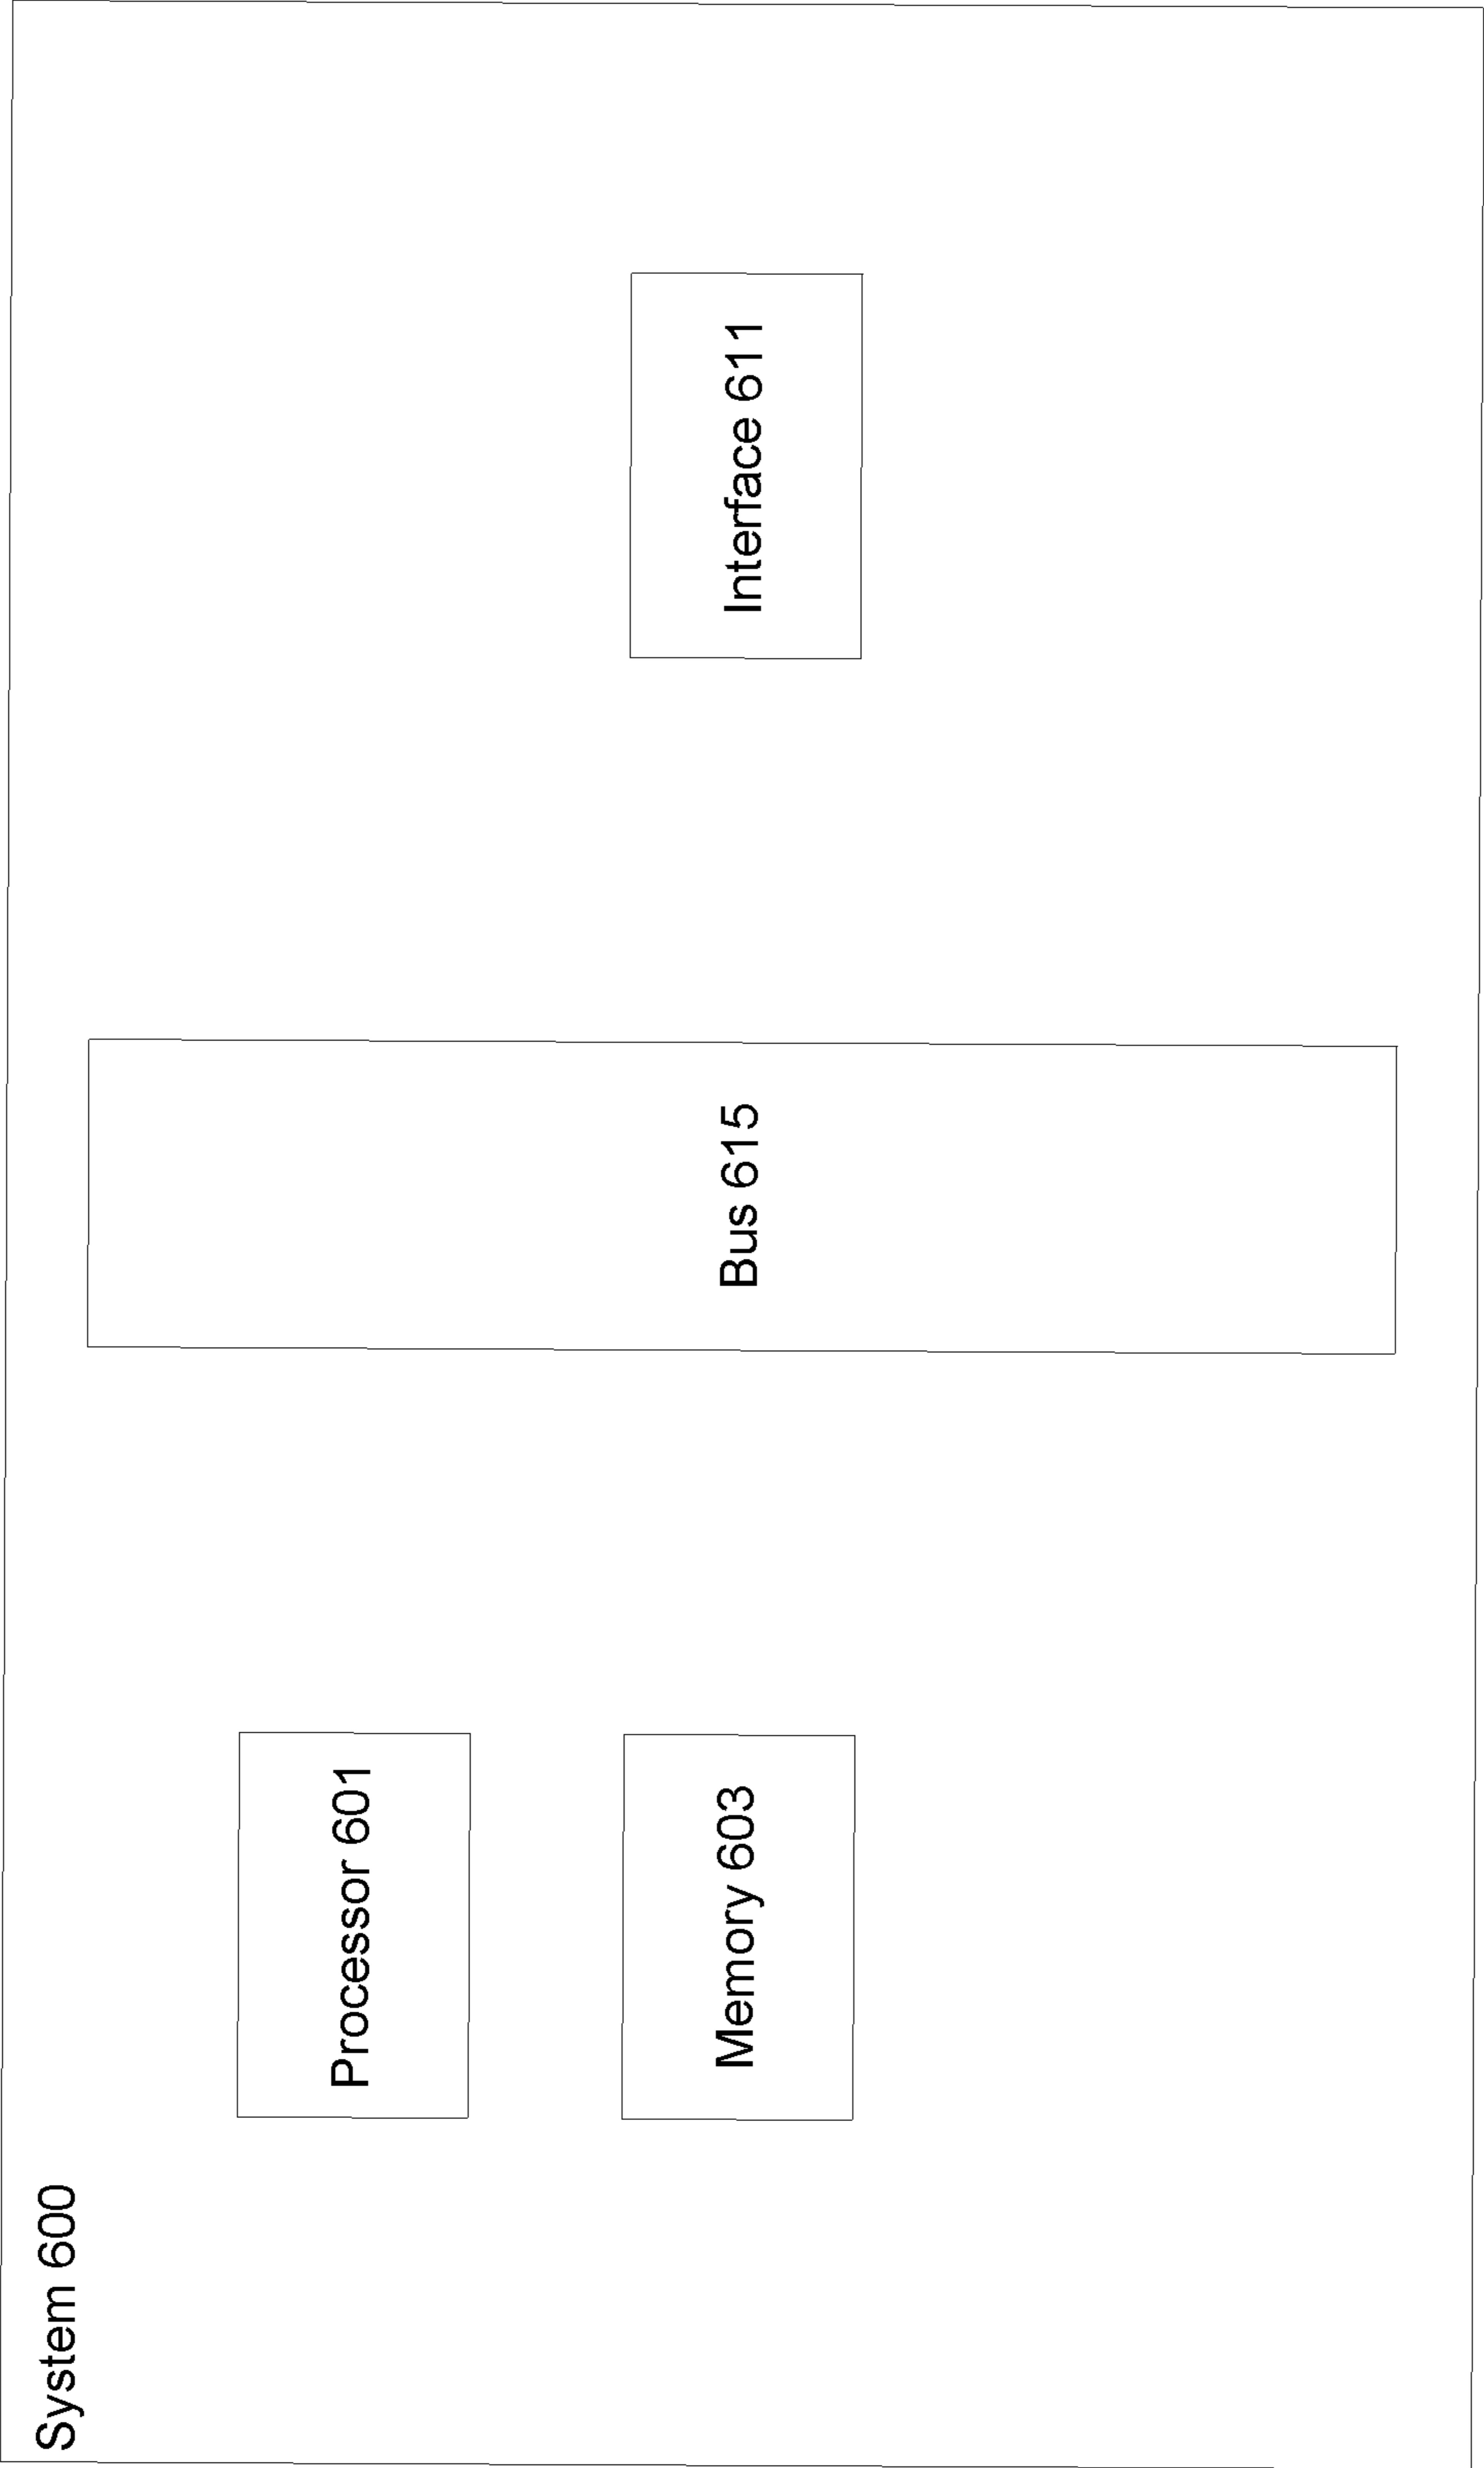 System 600
Processor 601
Memory 603
Bus 615
Interface 611